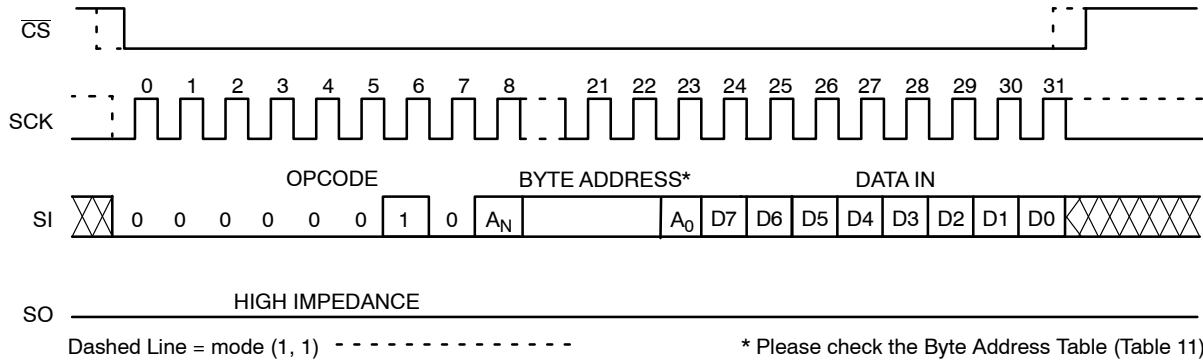 CS
0 1 2 3 4 5 6 7 8 21 22 23 24 25 26 27 28 29 30 31
SCK
OPCODE BYTE ADDRESS* DATA IN
SI 0 0 0 0 0 0 1 0 AN A0 D7 D6 D5 D4 D3 D2 D1 D0
HIGH IMPEDANCE
SO
Dashed Line = mode (1, 1) * Please check the Byte Address Table (Table 11)